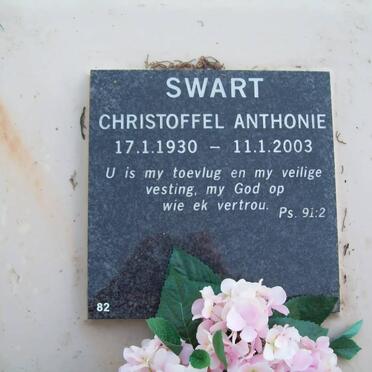 SWART
CHRISTOFFEL ANTHONIE
17.1.1930 – 11.1.2003
U is my toevlug en my veilige
vesting, my God op
wie ek vertrou.
Ps. 91:2
82